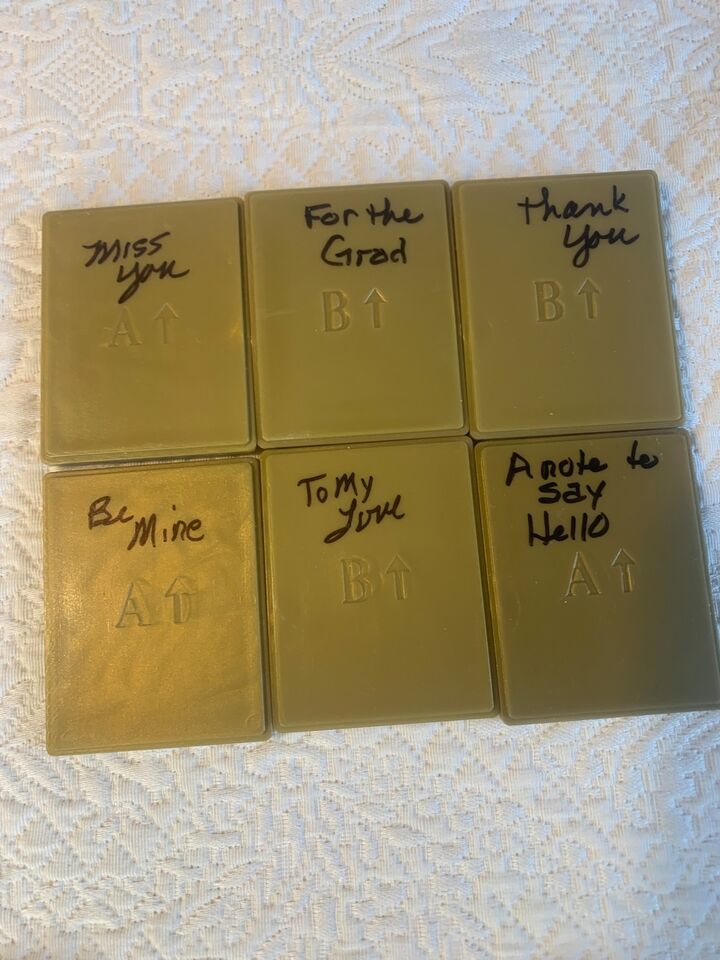 Miss
you
A↑
For the
Grad
B↑
Thank
you
B↑
Be
Mine
A↑
To My
Love
B↑
A note to
Say
Hello
A↑